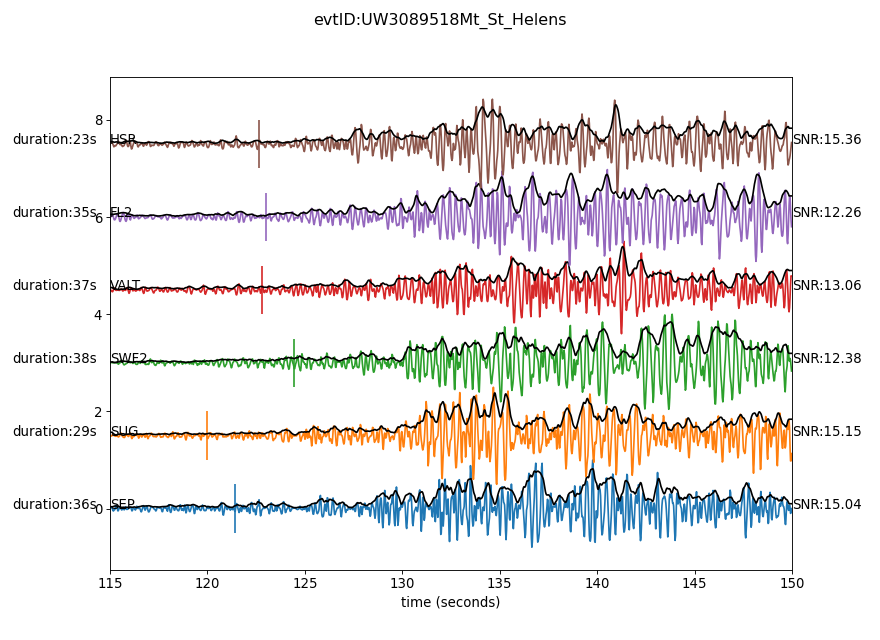 evtID:UW3089518Mt_St_Helens
8
duration:23s HSR SNR:15.36
duration:35s FL2 SNR:12.26
6
duration:37s VALT SNR:13.06
4
duration:38s SWF2 SNR:12.38
2
duration:29s SUG SNR:15.15
duration:36s SEP SNR:15.04
0
115 120 125 130 135 140 145 150
time (seconds)